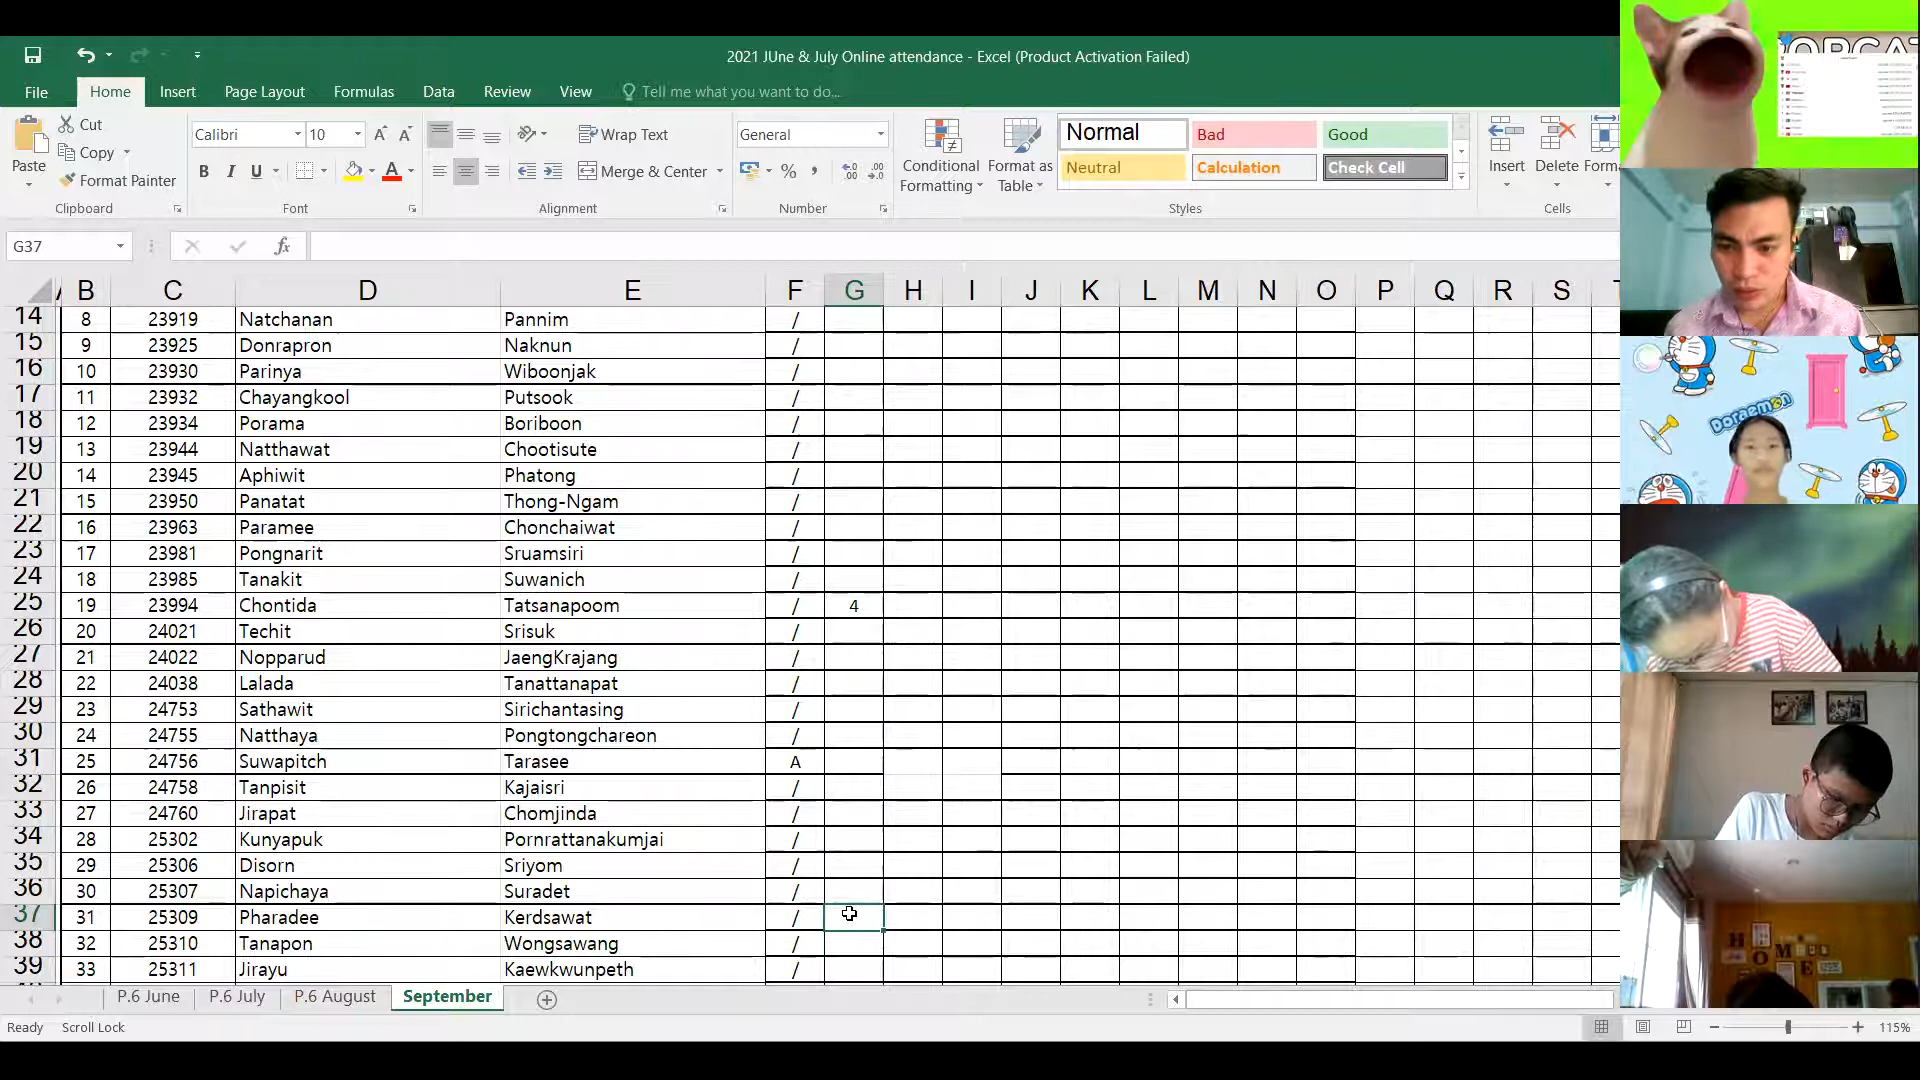 2021 JUne & July Online attendance - Excel (Product Activation Failed)
File Home Insert Page Layout Formulas Data Review View Tell me what you want to do...
Paste Cut Copy Format Painter
Calibri 10
B I U A
Wrap Text
Merge & Center
General
%
Conditional Formatting
Format as Table
Normal Bad Good
Neutral Calculation Check Cell
Insert Delete Forma
Clipboard Font Alignment Number Styles Cells
G37 fx
B C D E F G H I J K L M N O P Q R S
14 8 23919 Natchanan Pannim /
15 9 23925 Donrapron Naknun /
16 10 23930 Parinya Wiboonjak /
17 11 23932 Chayangkool Putsook /
18 12 23934 Porama Boriboon /
19 13 23944 Natthawat Chootisute /
20 14 23945 Aphiwit Phatong /
21 15 23950 Panatat Thong-Ngam /
22 16 23963 Paramee Chonchaiwat /
23 17 23981 Pongnarit Sruamsiri /
24 18 23985 Tanakit Suwanich /
25 19 23994 Chontida Tatsanapoom / 4
26 20 24021 Techit Srisuk /
27 21 24022 Nopparud JaengKrajang /
28 22 24038 Lalada Tanattanapat /
29 23 24753 Sathawit Sirichantasing /
30 24 24755 Natthaya Pongtongchareon /
31 25 24756 Suwapitch Tarasee A
32 26 24758 Tanpisit Kajaisri /
33 27 24760 Jirapat Chomjinda /
34 28 25302 Kunyapuk Pornrattanakumjai /
35 29 25306 Disorn Sriyom /
36 30 25307 Napichaya Suradet /
37 31 25309 Pharadee Kerdsawat /
38 32 25310 Tanapon Wongsawang /
39 33 25311 Jirayu Kaewkwunpeth /
P.6 June P.6 July P.6 August September
Ready Scroll Lock 115%
Doraemon
HOME